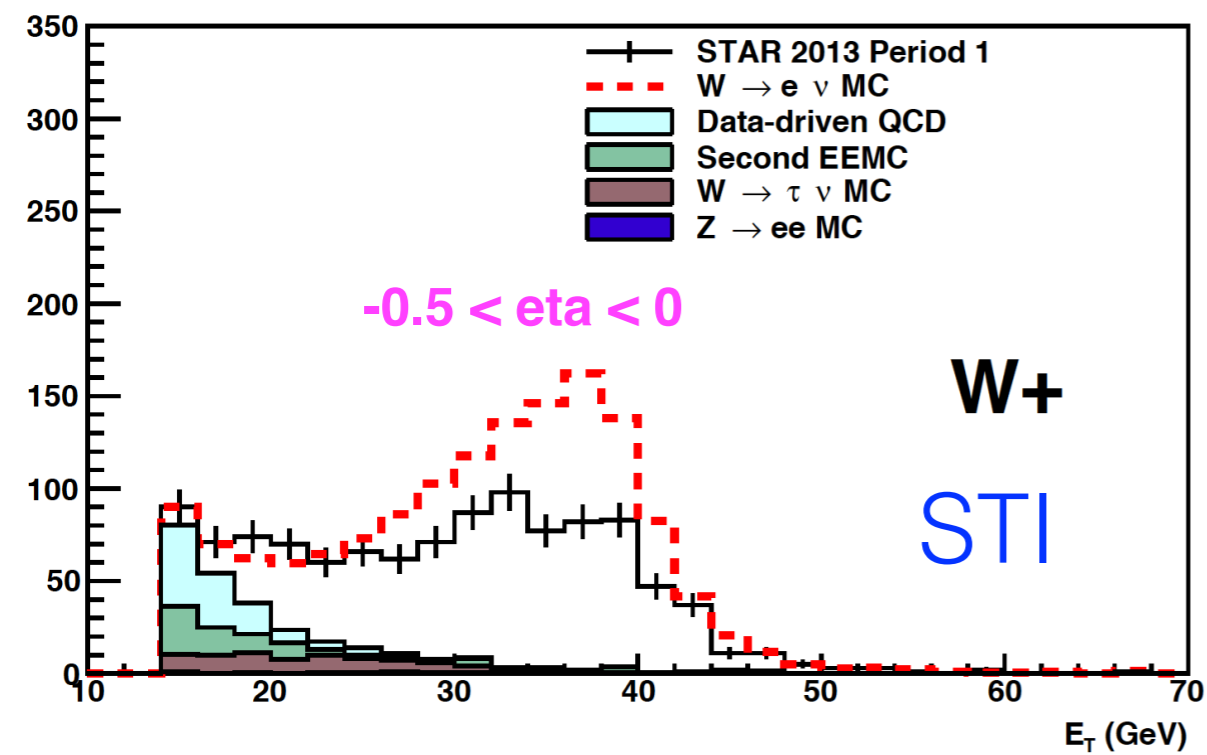 350
300
250
200
150
100
50
0
STAR 2013 Period 1
W → e ν MC
Data-driven QCD
Second EEMC
W → τ ν MC
Z → ee MC
-0.5 < eta < 0
W+
STI
10 20 30 40 50 60 70
E_T (GeV)